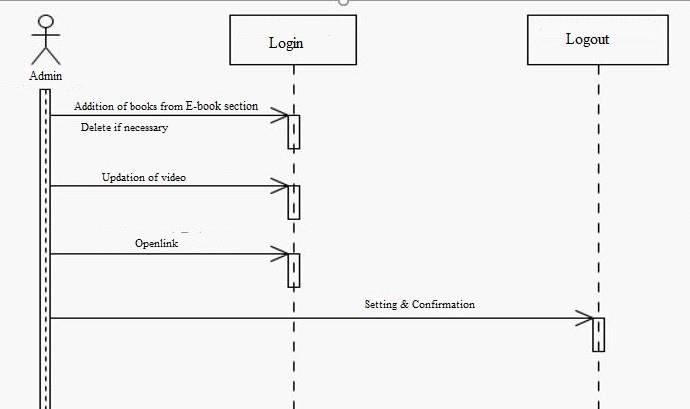 Login
Logout
Admin
Addition of books from E-book section
Delete if necessary
Updation of video
Openlink
Setting & Confirmation